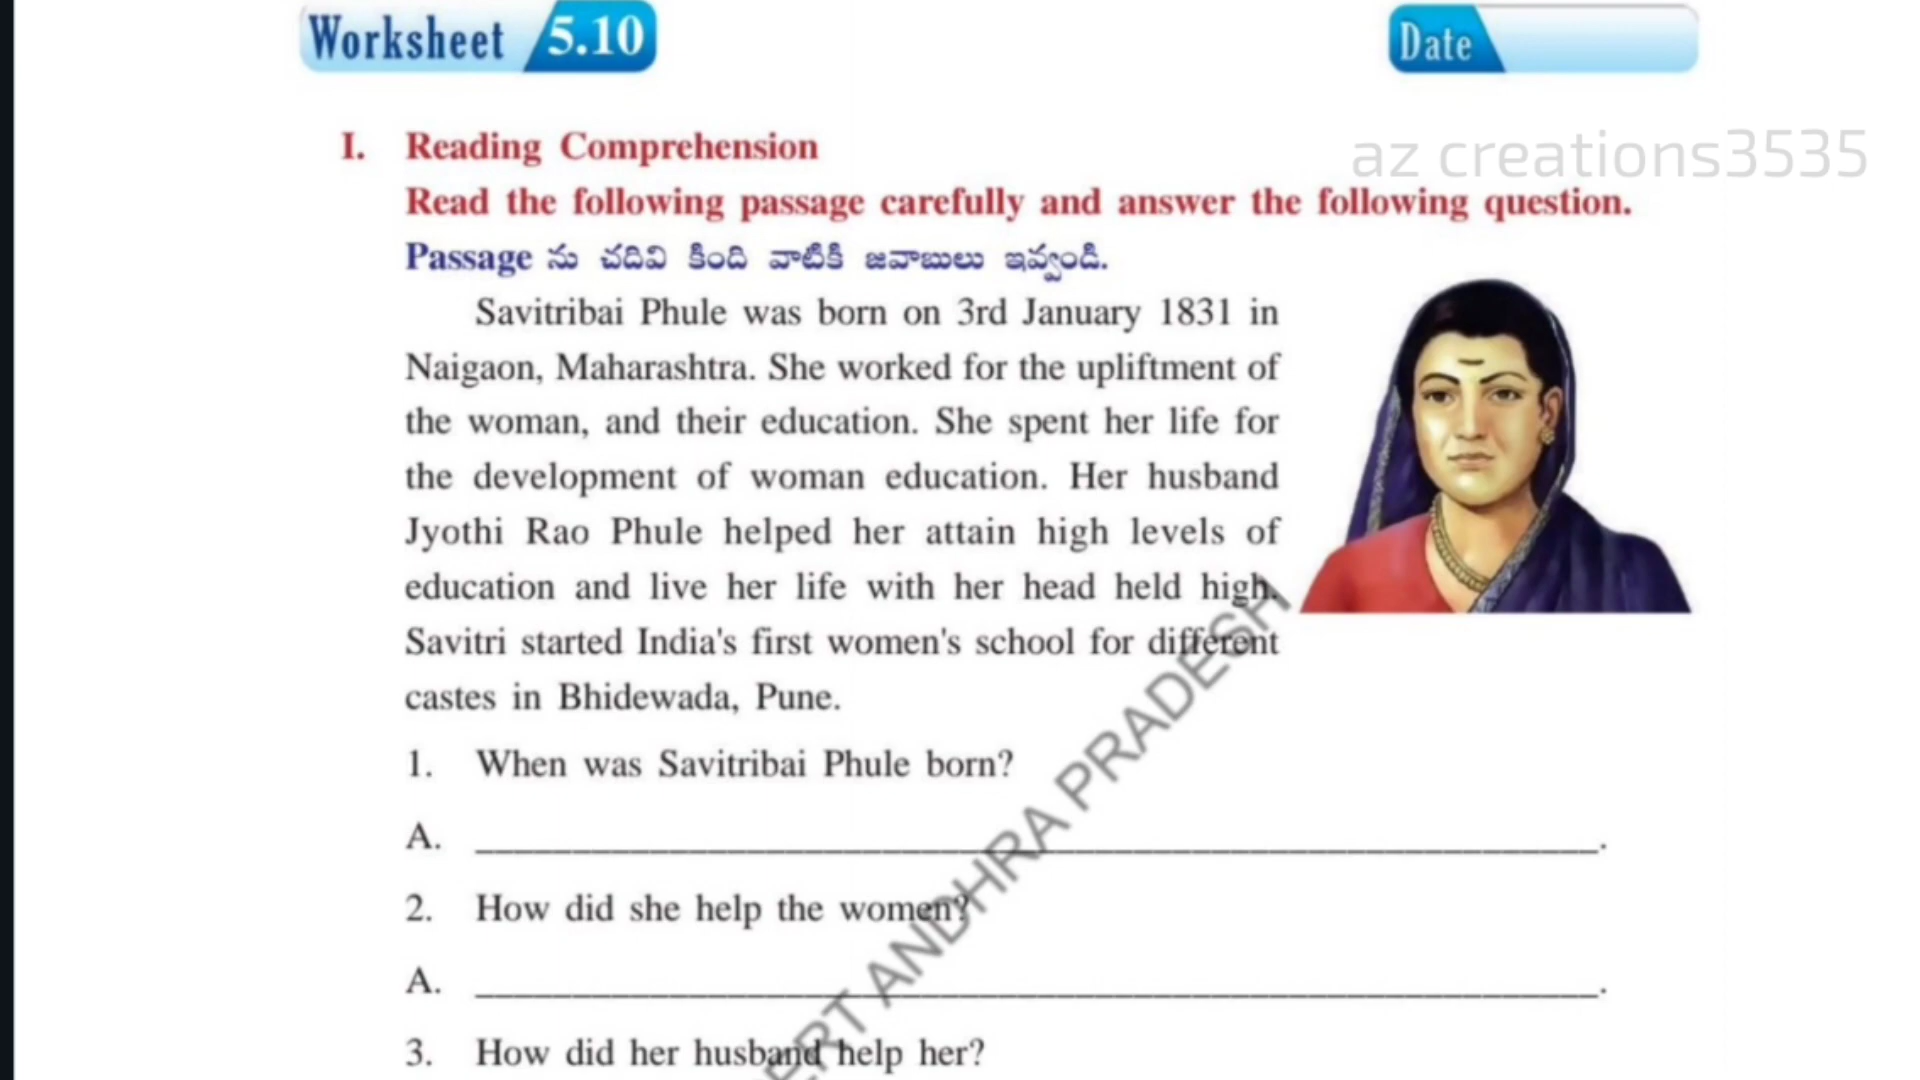 Worksheet 5.10
Date
az creations3535
I. Reading Comprehension
Read the following passage carefully and answer the following question.
Passage ను చదివి కింది వాటికి జవాబులు ఇవ్వండి.
Savitribai Phule was born on 3rd January 1831 in
Naigaon, Maharashtra. She worked for the upliftment of
the woman, and their education. She spent her life for
the development of woman education. Her husband
Jyothi Rao Phule helped her attain high levels of
education and live her life with her head held high.
Savitri started India's first women's school for different
castes in Bhidewada, Pune.
1. When was Savitribai Phule born?
A. ____________.
2. How did she help the women?
A. ____________.
3. How did her husband help her?
ERT ANDHRA PRADESH